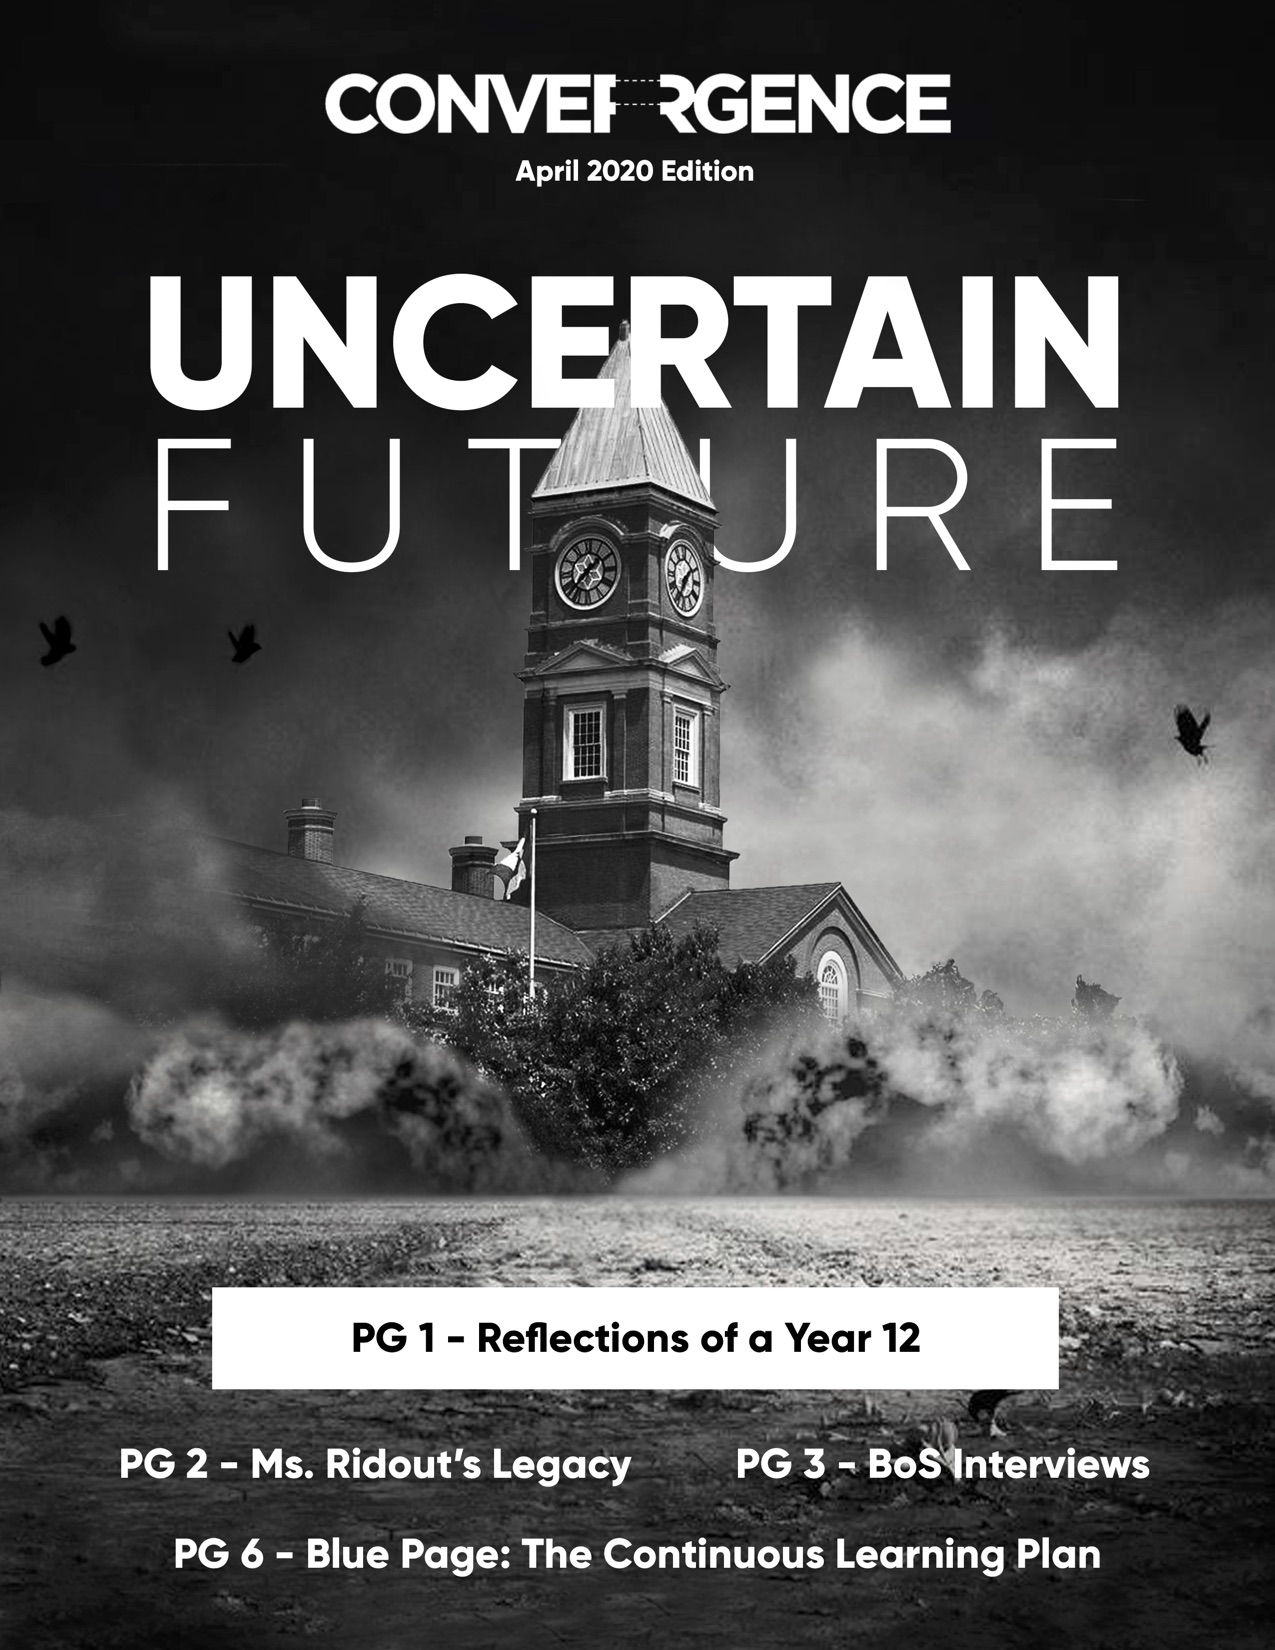 CONVERGENCE
April 2020 Edition
UNCERTAIN
FUTURE
PG 1 - Reflections of a Year 12
PG 2 - Ms. Ridout's Legacy
PG 3 - BoS Interviews
PG 6 - Blue Page: The Continuous Learning Plan